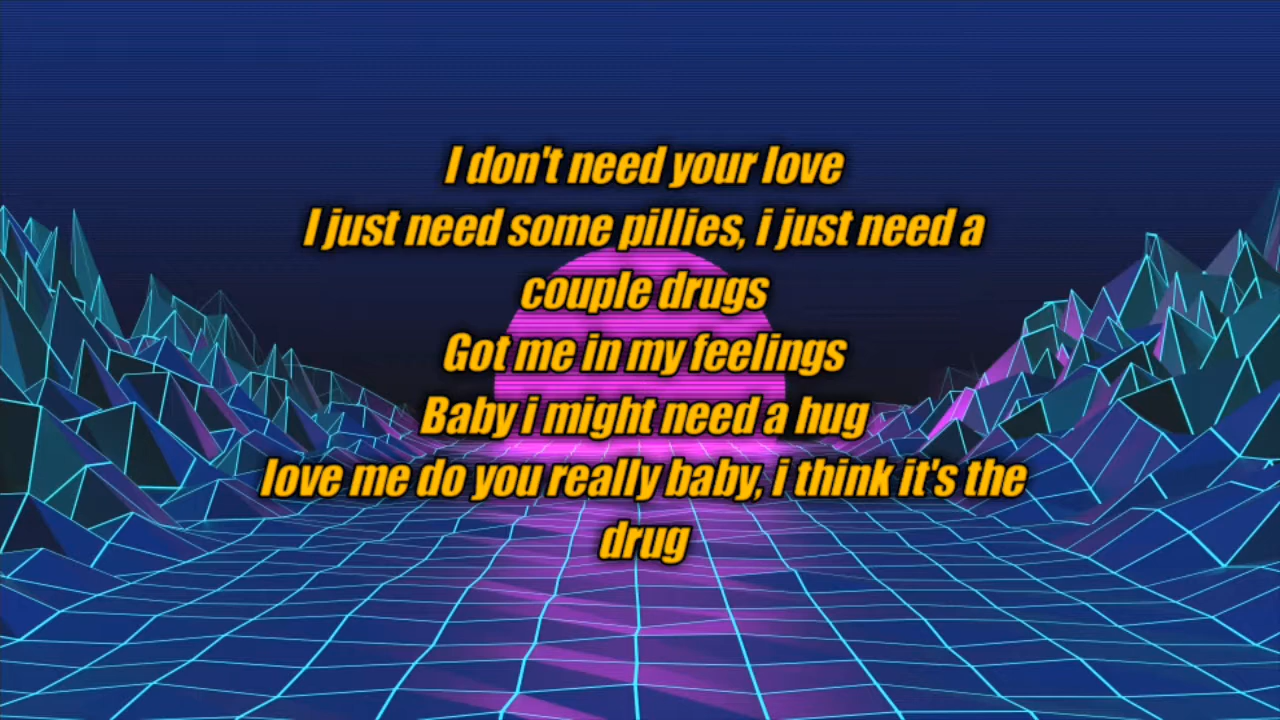 I don't need your love
I just need some pillies, i just need a
couple drugs
Got me in my feelings
Baby i might need a hug
love me do you really baby, i think it's the
drug